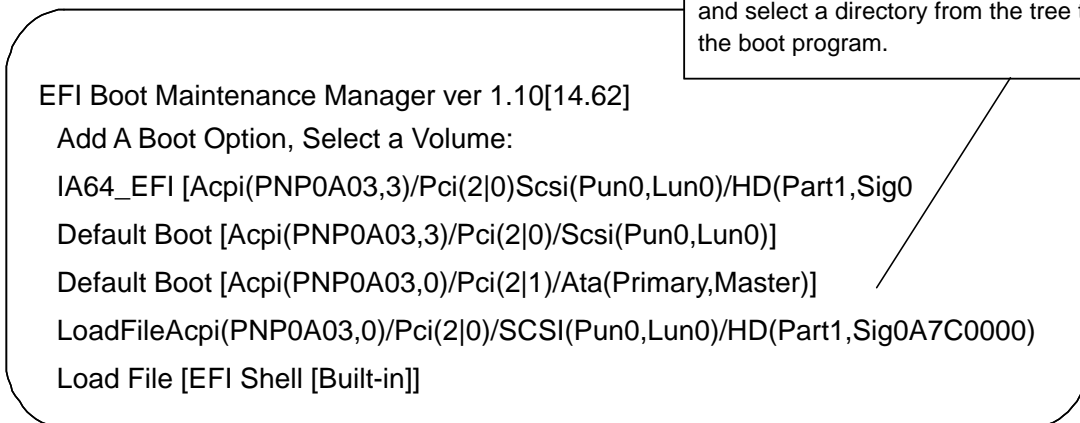 and select a directory from the tree
the boot program.
EFI Boot Maintenance Manager ver 1.10[14.62]
Add A Boot Option, Select a Volume:
IA64_EFI [Acpi(PNP0A03,3)/Pci(2|0)Scsi(Pun0,Lun0)/HD(Part1,Sig0
Default Boot [Acpi(PNP0A03,3)/Pci(2|0)/Scsi(Pun0,Lun0)]
Default Boot [Acpi(PNP0A03,0)/Pci(2|1)/Ata(Primary,Master)]
LoadFileAcpi(PNP0A03,0)/Pci(2|0)/SCSI(Pun0,Lun0)/HD(Part1,Sig0A7C0000)
Load File [EFI Shell [Built-in]]